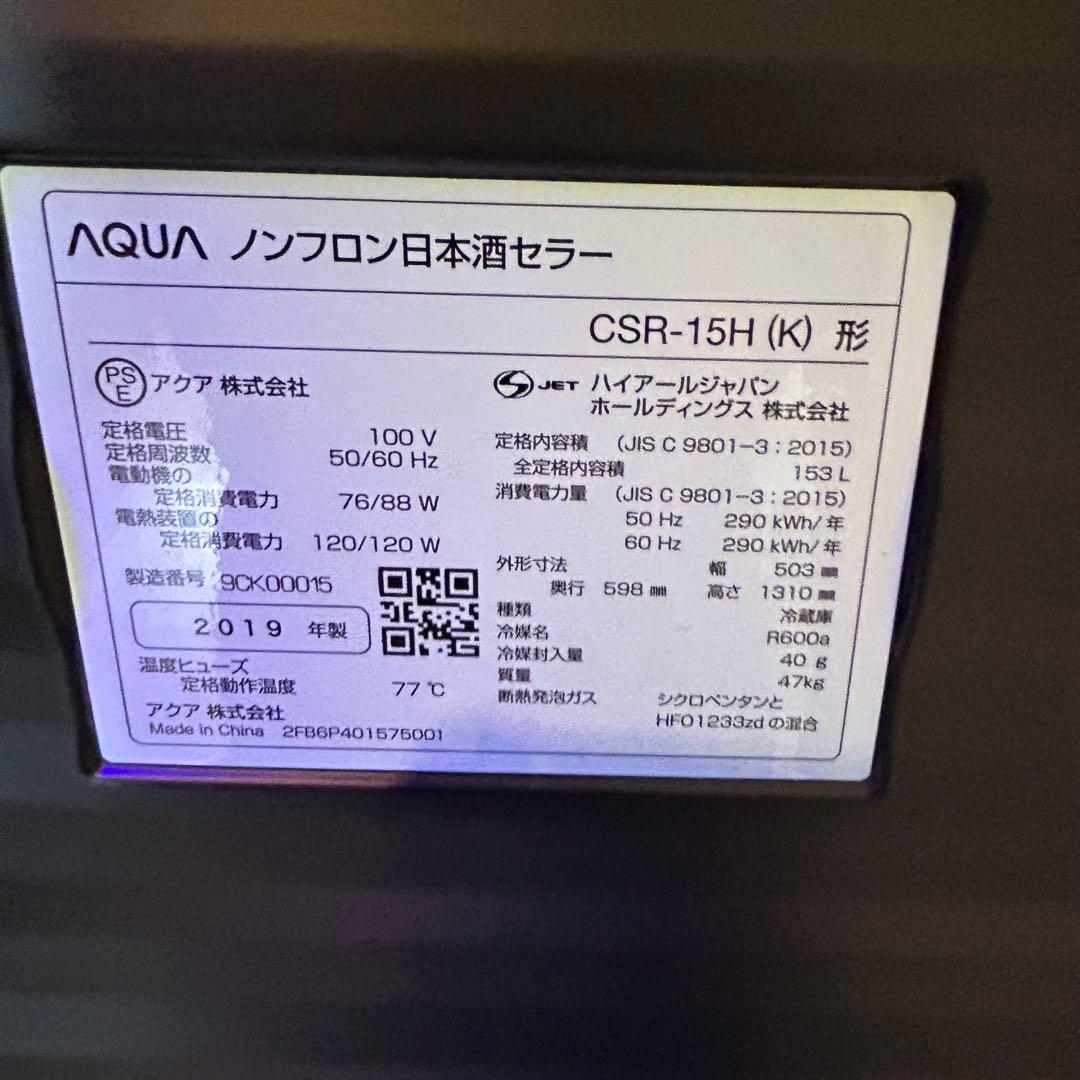 AQUA ノンフロン日本酒セラー
CSR-15H (K) 形
PS
E アクア 株式会社
定格電圧 100 V
定格周波数 50/60 Hz
電動機の
定格消費電力 76/88 W
電熱装置の
定格消費電力 120/120 W
製造番号 9CK00015
2019 年製
温度ヒューズ
定格動作温度 77 ℃
アクア 株式会社
Made in China 2FB6P401575001
S JET ハイアールジャパン
ホールディングス 株式会社
定格内容積 (JIS C 9801-3 : 2015)
全定格内容積 153 L
消費電力量 (JIS C 9801-3 : 2015)
50 Hz 290 kWh/年
60 Hz 290 kWh/年
外形寸法 幅 503 ㎜
奥行 598 ㎜ 高さ 1310 ㎜
種類 冷蔵庫
冷媒名 R600a
冷媒封入量 40 g
質量 47kg
断熱発泡ガス シクロペンタンと
HFO1233zd の混合